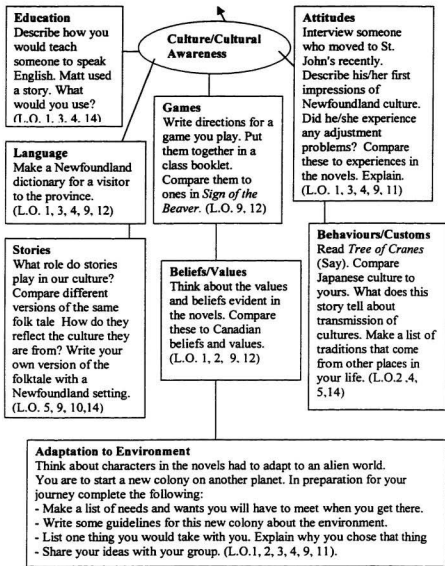 Education
Describe how you
would teach
someone to speak
English. Matt used
a story. What
would you use?
(L.O. 1, 3, 4, 14)
Culture/Cultural
Awareness
Attitudes
Interview someone
who moved to St.
John's recently.
Describe his/her first
impressions of
Newfoundland culture.
Did he/she experience
any adjustment
problems? Compare
these to experiences in
the novels. Explain.
(L.O. 1, 3, 4, 9, 11)
Games
Write directions for a
game you play. Put
them together in a
class booklet.
Compare them to
ones in Sign of the
Beaver. (L.O. 9, 12)
Language
Make a Newfoundland
dictionary for a visitor
to the province.
(L.O. 1, 3, 4, 9, 12)
Stories
What role do stories
play in our culture?
Compare different
versions of the same
folk tale How do they
reflect the culture they
are from? Write your
own version of the
folktale with a
Newfoundland setting.
(L.O. 5, 9, 10,14)
Beliefs/Values
Think about the values
and beliefs evident in
the novels. Compare
these to Canadian
beliefs and values.
(L.O. 1, 2, 9, 12)
Behaviours/Customs
Read Tree of Cranes
(Say). Compare
Japanese culture to
yours. What does this
story tell about
transmission of
cultures. Make a list of
traditions that come
from other places in
your life. (L.O.2 ,4,
5,14)
Adaptation to Environment
Think about characters in the novels had to adapt to an alien world.
You are to start a new colony on another planet. In preparation for your
journey complete the following:
- Make a list of needs and wants you will have to meet when you get there.
- Write some guidelines for this new colony about the environment.
- List one thing you would take with you. Explain why you chose that thing
- Share your ideas with your group. (L.O.1, 2, 3, 4, 9, 11).